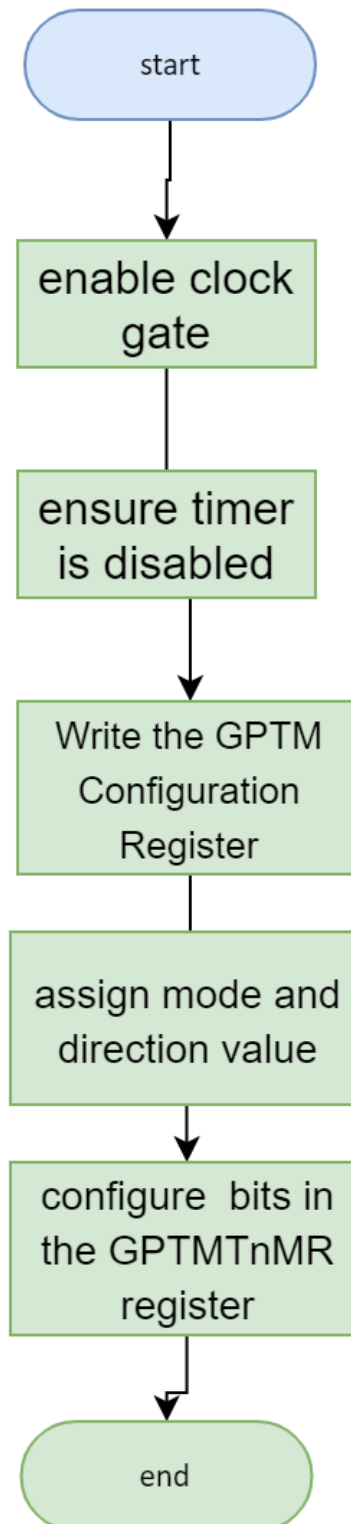 start
enable clock
gate
ensure timer
is disabled
Write the GPTM
Configuration
Register
assign mode and
direction value
configure bits in
the GPTMTnMR
register
end